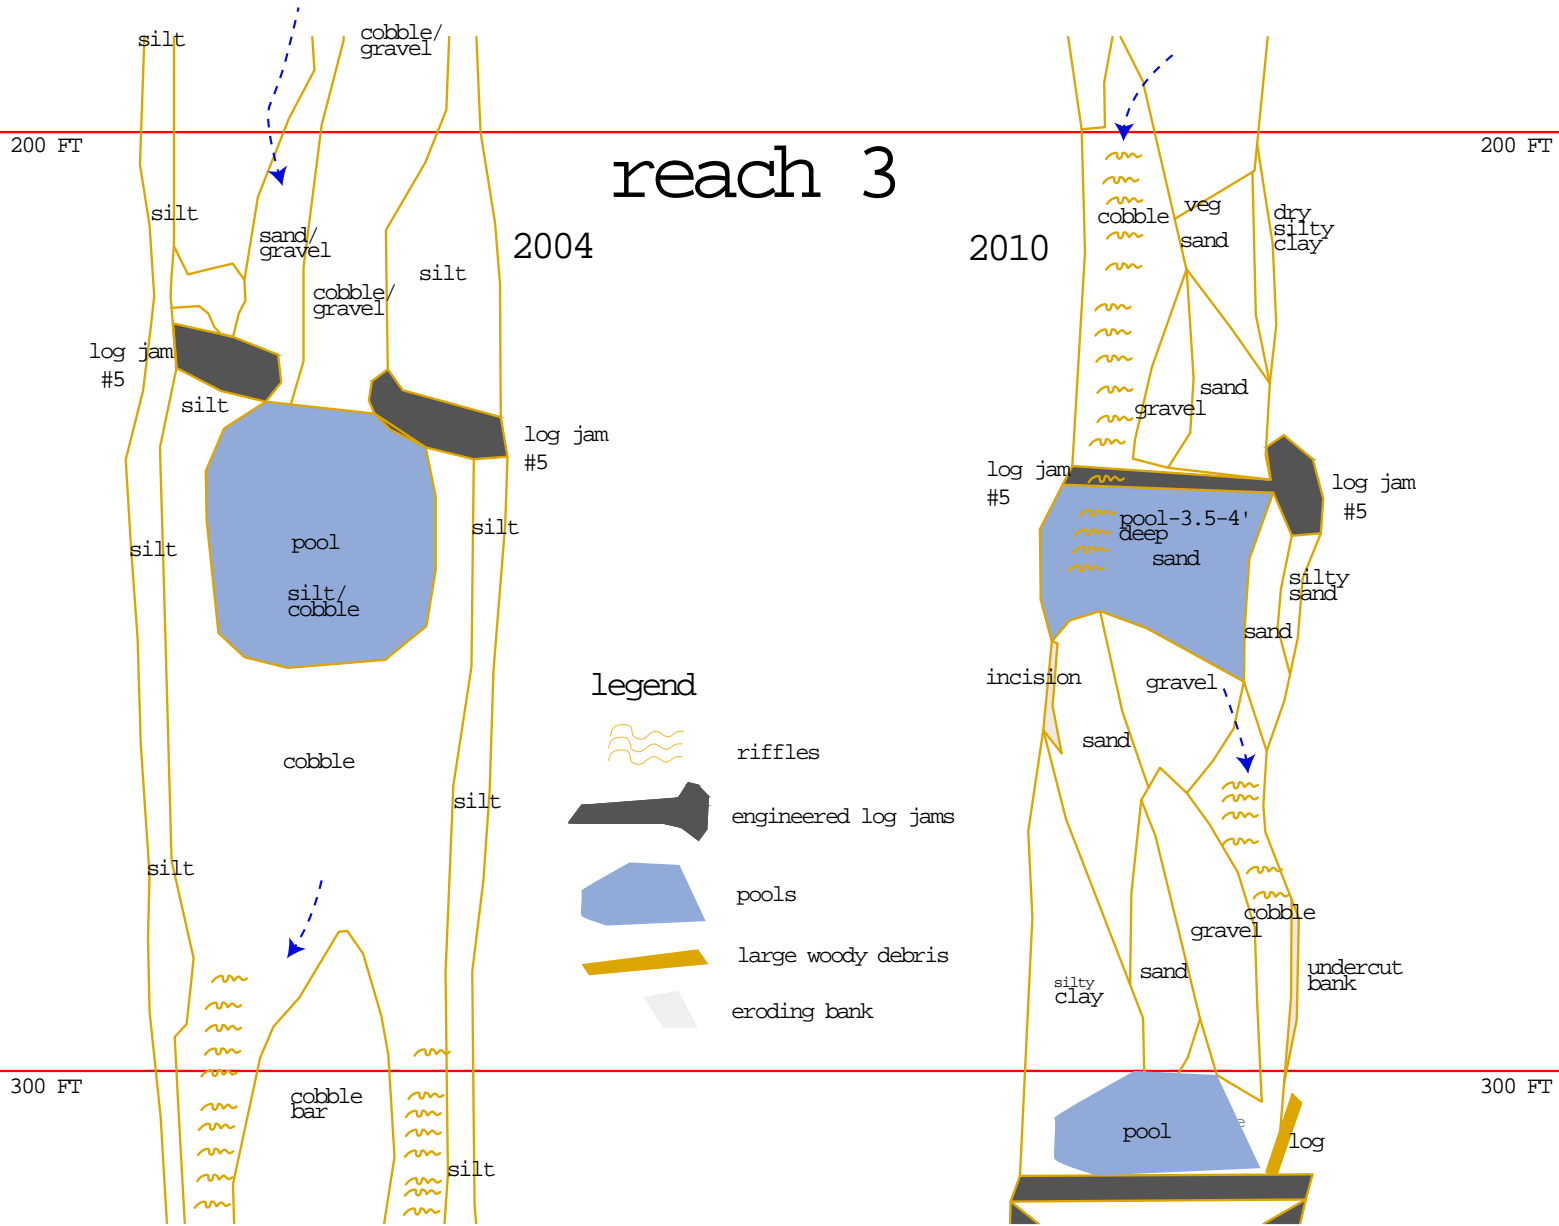 silt
cobble/
gravel
200 FT
200 FT
reach 3
silt
sand/
gravel
2004
2010
cobble
veg
sand
dry
silty
clay
silt
cobble/
gravel
log jam
#5
silt
sand
gravel
log jam
#5
log jam
#5
log jam
#5
silt
silt
pool
silt/
cobble
pool-3.5-4'
deep
sand
silty
sand
sand
legend
incision
gravel
riffles
sand
cobble
silt
engineered log jams
silt
pools
cobble
gravel
large woody debris
sand
undercut
bank
silty
clay
eroding bank
300 FT
300 FT
cobble
bar
silt
pool
e
log